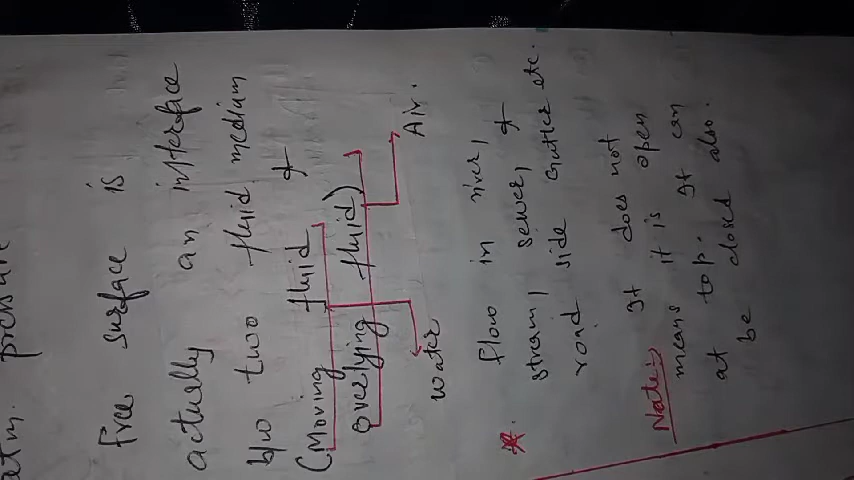 atm. pressure
Free surface is
actually an interface
b/w two fluid medium
(Moving fluid &
overlying fluid)
Water
Air.
* flow in river,
stram, sewer, &
road side Gutter etc.
Note:- It does not
means it is open
at top. It can
be closed also.